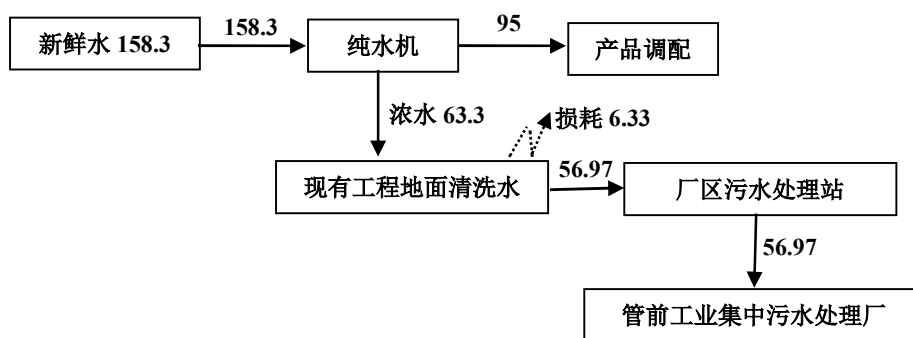 新鲜水 158.3
158.3
纯水机
95
产品调配
浓水 63.3
损耗 6.33
现有工程地面清洗水
56.97
厂区污水处理站
56.97
管前工业集中污水处理厂